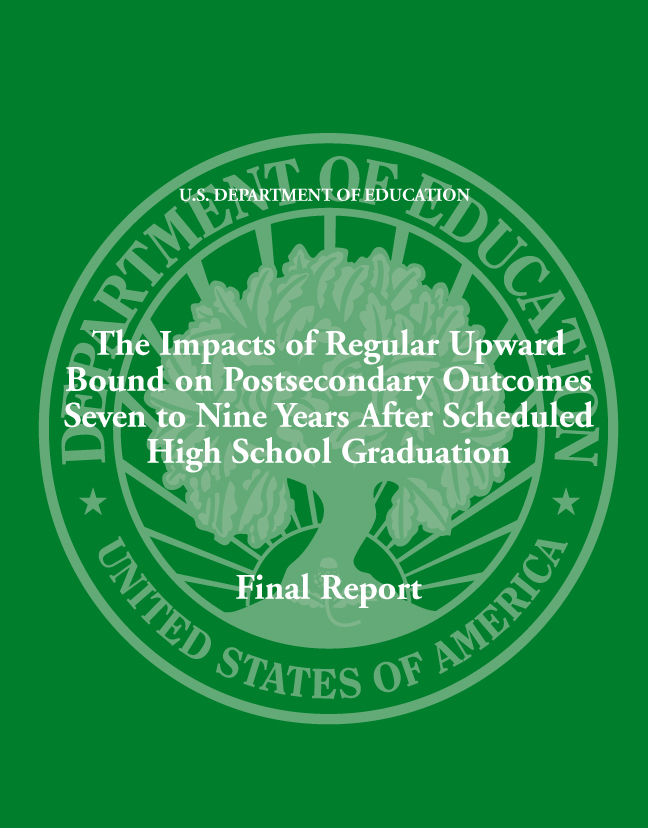 DEPARTMENT OF EDUCATION
U.S. DEPARTMENT OF EDUCATION
The Impacts of Regular Upward
Bound on Postsecondary Outcomes
Seven to Nine Years After Scheduled
High School Graduation
Final Report
UNITED STATES OF AMERICA